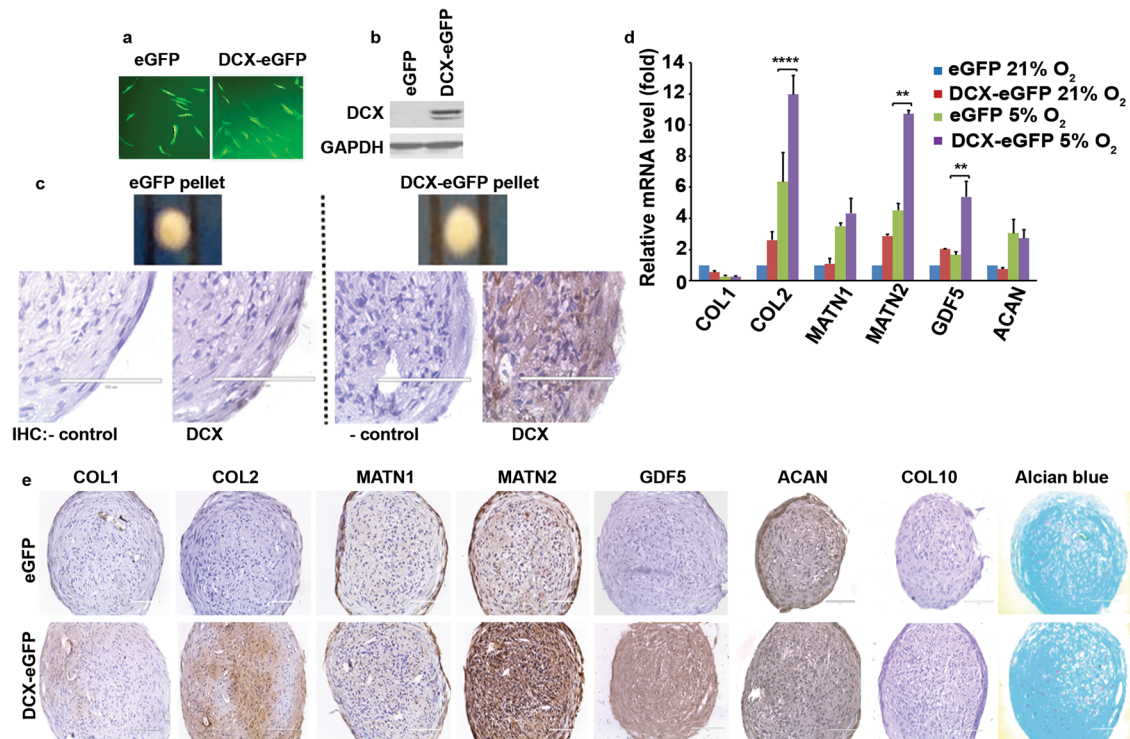 a
eGFP
DCX-eGFP
b
eGFP
DCX-eGFP
DCX
GAPDH
c
eGFP pellet
DCX-eGFP pellet
IHC:- control
DCX
- control
DCX
d
Relative mRNA level (fold)
14
12
10
8
6
4
2
0
****
**
**
eGFP 21% O2
DCX-eGFP 21% O2
eGFP 5% O2
DCX-eGFP 5% O2
COL1
COL2
MATN1
MATN2
GDF5
ACAN
e
COL1
COL2
MATN1
MATN2
GDF5
ACAN
COL10
Alcian blue
eGFP
DCX-eGFP